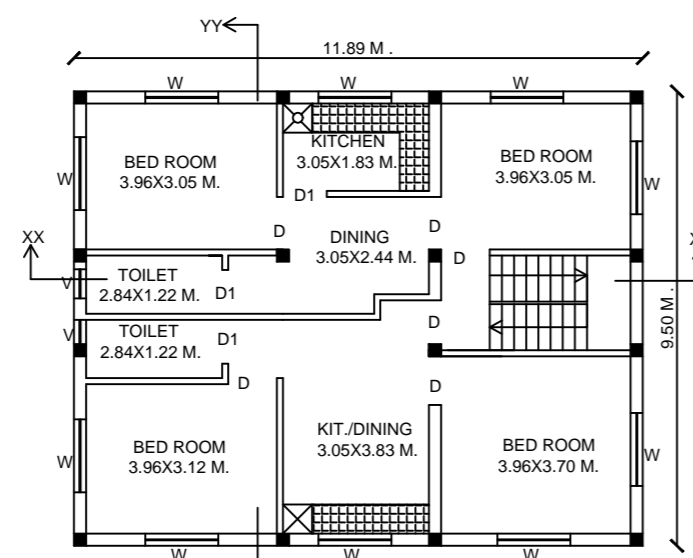 YY
11.89 M .
W
W
W
KITCHEN
3.05X1.83 M.
BED ROOM
3.96X3.05 M.
BED ROOM
3.96X3.05 M.
W
W
D1
D
D
DINING
3.05X2.44 M.
D
XX
X
TOILET
2.84X1.22 M.
V
D1
9.50 M .
TOILET
2.84X1.22 M.
V
D1
D
D
D
KIT./DINING
3.05X3.83 M.
BED ROOM
3.96X3.12 M.
BED ROOM
3.96X3.70 M.
W
W
W
W
W